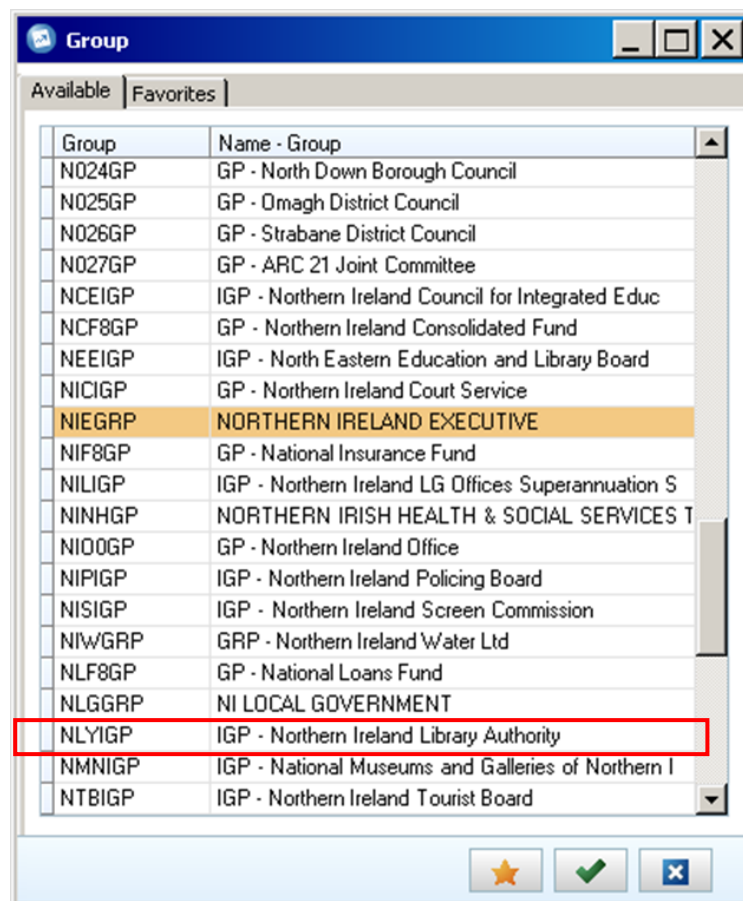 Group
Available Favorites
Group Name - Group
N024GP GP - North Down Borough Council
N025GP GP - Omagh District Council
N026GP GP - Strabane District Council
N027GP GP - ARC 21 Joint Committee
NCEIGP IGP - Northern Ireland Council for Integrated Educ
NCF8GP GP - Northern Ireland Consolidated Fund
NEEIGP IGP - North Eastern Education and Library Board
NICIGP GP - Northern Ireland Court Service
NIEGRP NORTHERN IRELAND EXECUTIVE
NIF8GP GP - National Insurance Fund
NILIGP IGP - Northern Ireland LG Offices Superannuation S
NINHGP NORTHERN IRISH HEALTH & SOCIAL SERVICES T
NIO0GP GP - Northern Ireland Office
NIPIGP IGP - Northern Ireland Policing Board
NISIGP IGP - Northern Ireland Screen Commission
NIWGRP GRP - Northern Ireland Water Ltd
NLF8GP GP - National Loans Fund
NLGGRP NI LOCAL GOVERNMENT
NLYIGP IGP - Northern Ireland Library Authority
NMNIGP IGP - National Museums and Galleries of Northern I
NTBIGP IGP - Northern Ireland Tourist Board